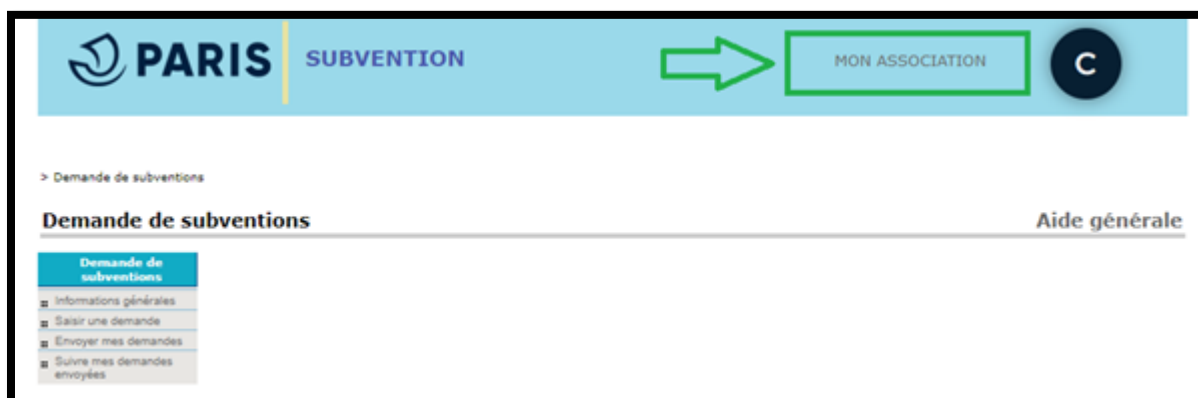 PARIS
SUBVENTION
MON ASSOCIATION
C
> Demande de subventions
Demande de subventions
Aide générale
Demande de
subventions
Informations générales
Saisir une demande
Envoyer mes demandes
Suivre mes demandes
envoyées